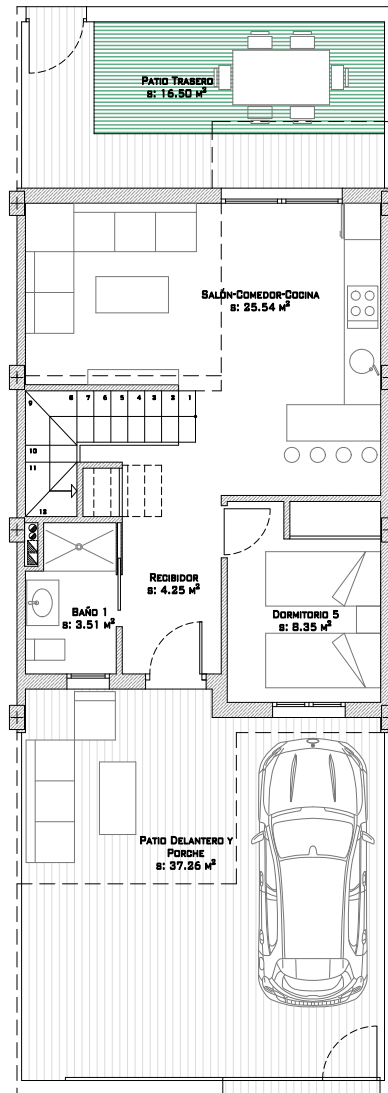 Patio Trasero
s: 16.50 m²
Salón-Comedor-Cocina
s: 25.54 m²
9
8 7 6 5 4 3 2 1
10
11
12
Recibidor
s: 4.25 m²
Baño 1
s: 3.51 m²
Dormitorio 5
s: 8.35 m²
Patio Delantero y
Porche
s: 37.26 m²